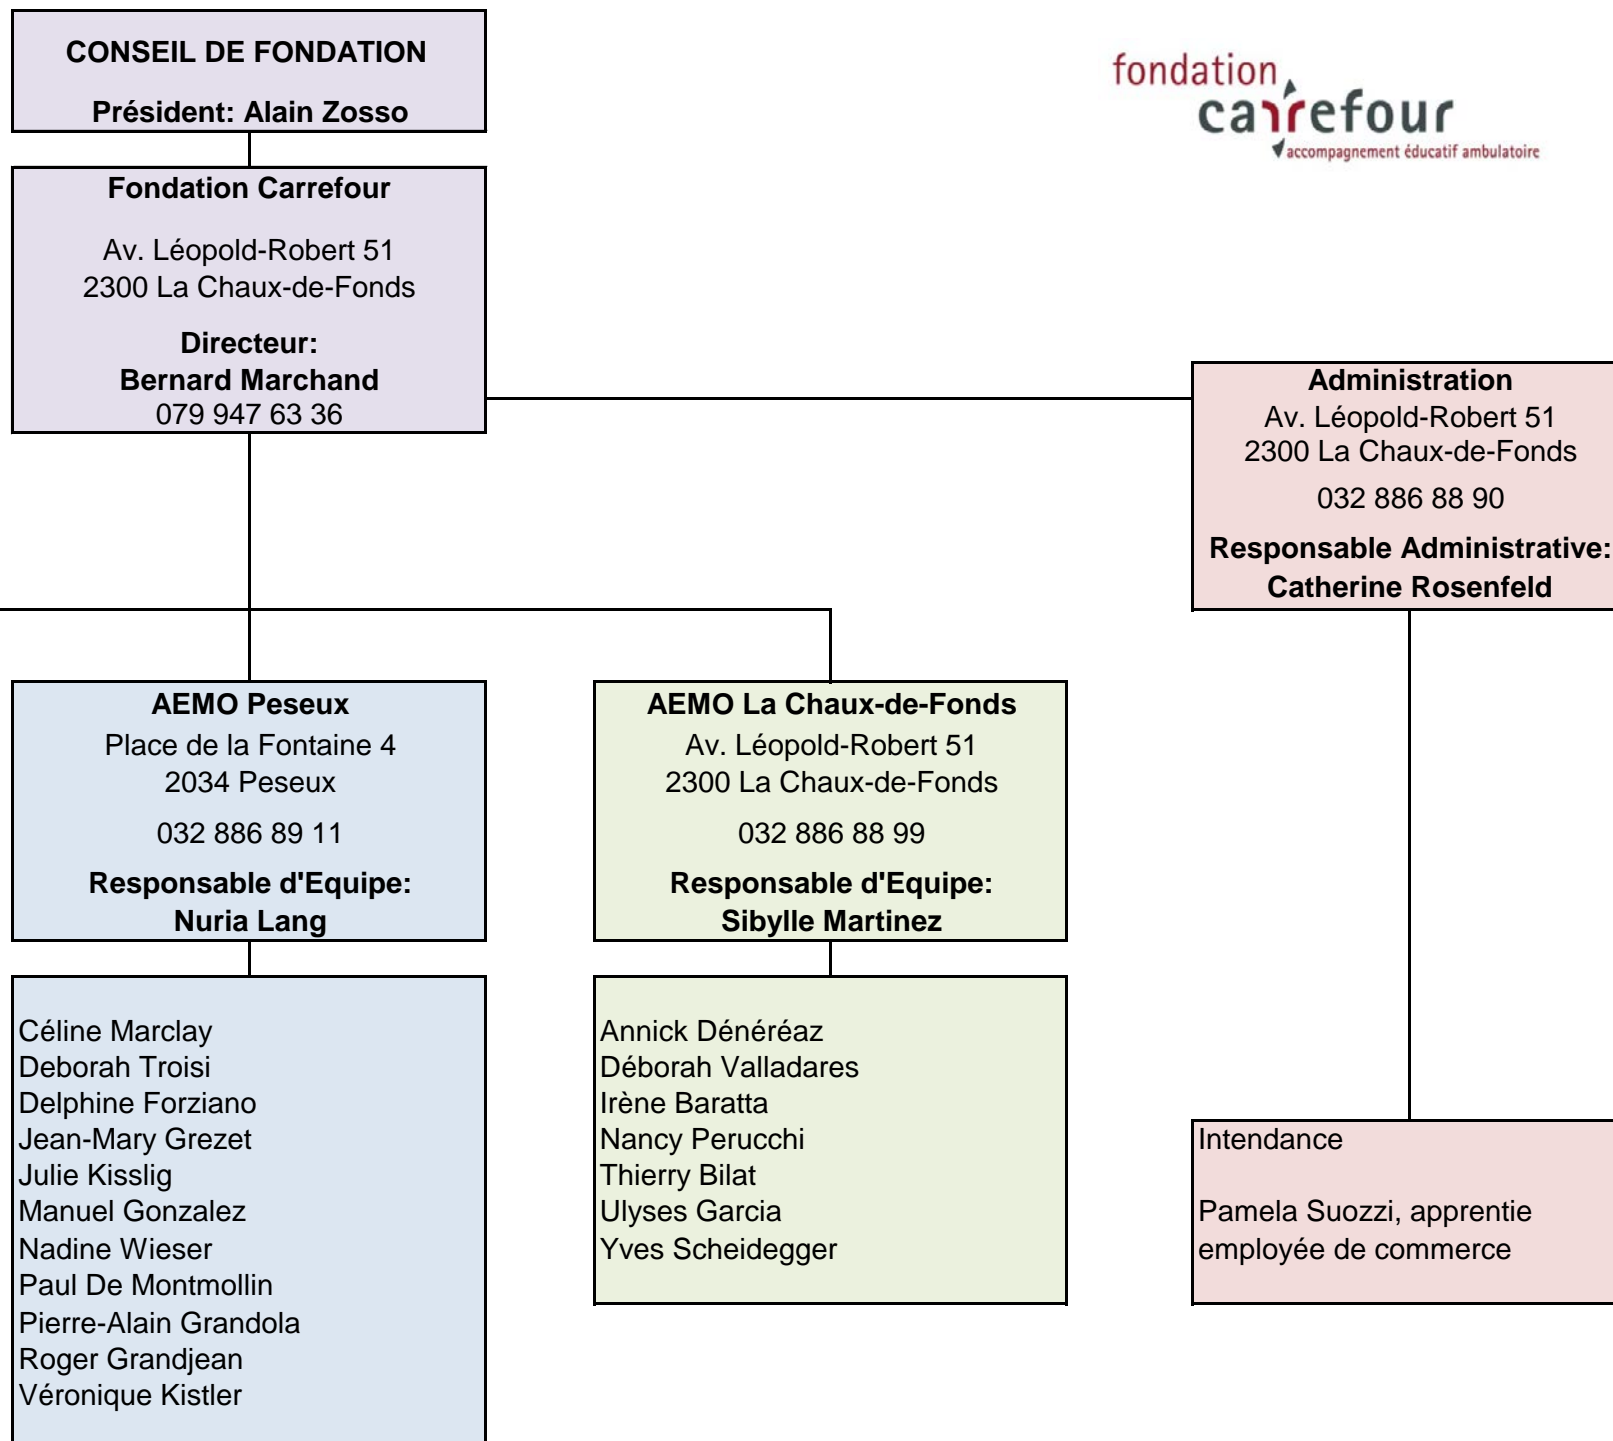 CONSEIL DE FONDATION
Président: Alain Zosso
fondation
carrefour
accompagnement éducatif ambulatoire
Fondation Carrefour
Av. Léopold-Robert 51
2300 La Chaux-de-Fonds
Directeur:
Bernard Marchand
079 947 63 36
Administration
Av. Léopold-Robert 51
2300 La Chaux-de-Fonds
032 886 88 90
Responsable Administrative:
Catherine Rosenfeld
AEMO Peseux
Place de la Fontaine 4
2034 Peseux
032 886 89 11
Responsable d'Equipe:
Nuria Lang
AEMO La Chaux-de-Fonds
Av. Léopold-Robert 51
2300 La Chaux-de-Fonds
032 886 88 99
Responsable d'Equipe:
Sibylle Martinez
Céline Marclay
Deborah Troisi
Delphine Forziano
Jean-Mary Grezet
Julie Kisslig
Manuel Gonzalez
Nadine Wieser
Paul De Montmollin
Pierre-Alain Grandola
Roger Grandjean
Véronique Kistler
Annick Dénéréaz
Déborah Valladares
Irène Baratta
Nancy Perucchi
Thierry Bilat
Ulyses Garcia
Yves Scheidegger
Intendance
Pamela Suozzi, apprentie
employée de commerce